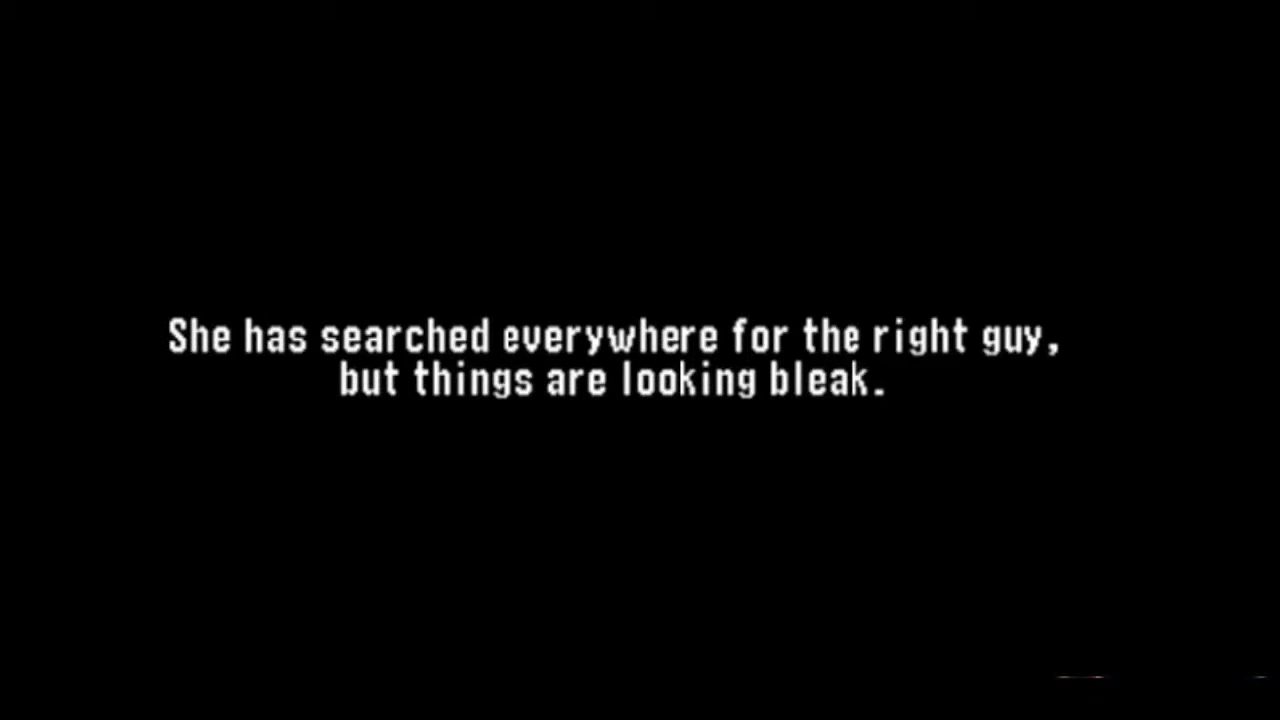 She has searched everywhere for the right guy,
but things are looking bleak.